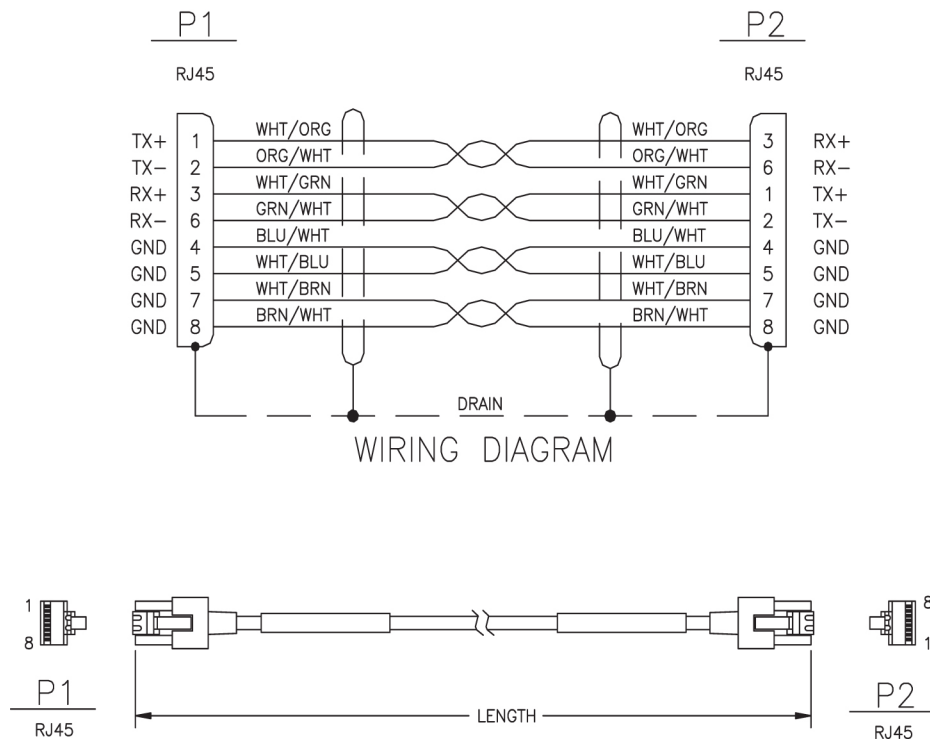 P1 P2
RJ45 RJ45
TX+ 1 WHT/ORG WHT/ORG 3 RX+
TX- 2 ORG/WHT ORG/WHT 6 RX-
RX+ 3 WHT/GRN WHT/GRN 1 TX+
RX- 6 GRN/WHT GRN/WHT 2 TX-
GND 4 BLU/WHT BLU/WHT 4 GND
GND 5 WHT/BLU WHT/BLU 5 GND
GND 7 WHT/BRN WHT/BRN 7 GND
GND 8 BRN/WHT BRN/WHT 8 GND
DRAIN
WIRING DIAGRAM
1 8
8 1
P1 P2
LENGTH
RJ45 RJ45